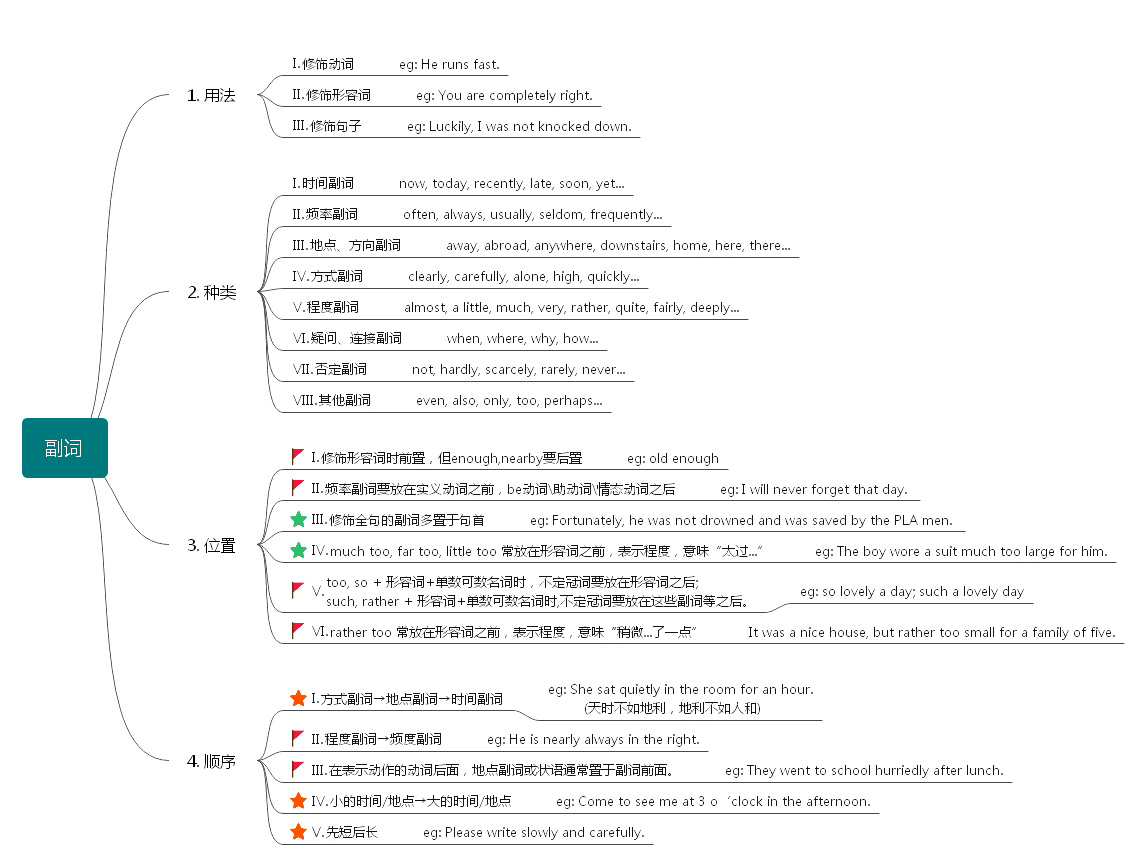 副词
1. 用法
I.修饰动词 eg: He runs fast.
II.修饰形容词 eg: You are completely right.
III.修饰句子 eg: Luckily, I was not knocked down.
2. 种类
I.时间副词 now, today, recently, late, soon, yet...
II.频率副词 often, always, usually, seldom, frequently...
III.地点、方向副词 away, abroad, anywhere, downstairs, home, here, there...
IV.方式副词 clearly, carefully, alone, high, quickly...
V.程度副词 almost, a little, much, very, rather, quite, fairly, deeply...
VI.疑问、连接副词 when, where, why, how...
VII.否定副词 not, hardly, scarcely, rarely, never...
VIII.其他副词 even, also, only, too, perhaps...
3. 位置
I.修饰形容词时前置，但enough,nearby要后置 eg: old enough
II.频率副词要放在实义动词之前，be动词\助动词\情态动词之后 eg: I will never forget that day.
III.修饰全句的副词多置于句首 eg: Fortunately, he was not drowned and was saved by the PLA men.
IV.much too, far too, little too 常放在形容词之前，表示程度，意味“太过...” eg: The boy wore a suit much too large for him.
V.too, so + 形容词+单数可数名词时，不定冠词要放在形容词之后;
such, rather + 形容词+单数可数名词时,不定冠词要放在这些副词等之后。
eg: so lovely a day; such a lovely day
VI.rather too 常放在形容词之前，表示程度，意味“稍微...了一点” It was a nice house, but rather too small for a family of five.
4. 顺序
I.方式副词→地点副词→时间副词 eg: She sat quietly in the room for an hour.
(天时不如地利，地利不如人和)
II.程度副词→频度副词 eg: He is nearly always in the right.
III.在表示动作的动词后面，地点副词或状语通常置于副词前面。 eg: They went to school hurriedly after lunch.
IV.小的时间/地点→大的时间/地点 eg: Come to see me at 3 o‘clock in the afternoon.
V.先短后长 eg: Please write slowly and carefully.